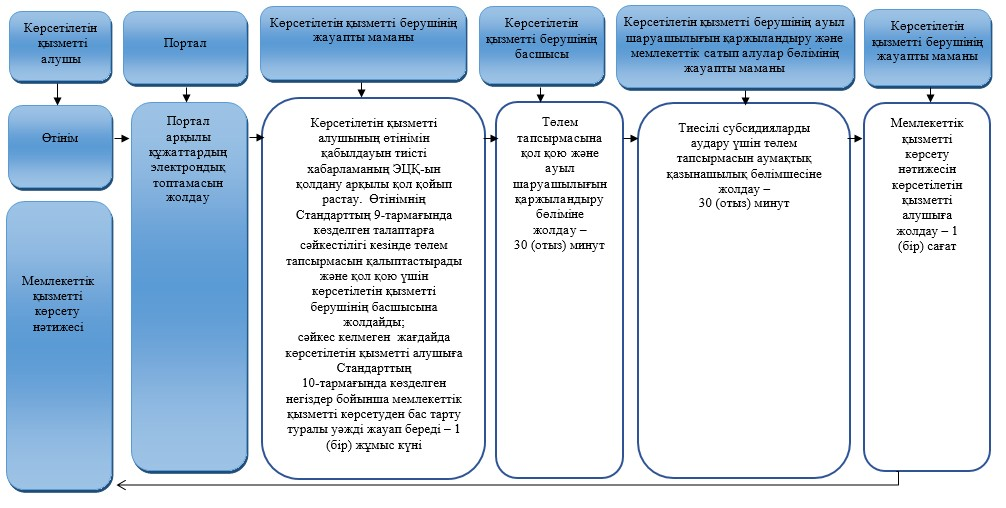 Көрсетілетін
қызметті
алушы
Портал
Көрсетілетін қызметті берушінің
жауапты маманы
Көрсетілетін
қызметті берушінің
басшысы
Көрсетілетін қызметті берушінің ауыл
шаруашылығын қаржыландыру және
мемлекеттік сатып алулар бөлімінің
жауапты маманы
Көрсетілетін
қызметті берушінің
жауапты маманы
Өтінім
Портал
арқылы
құжаттардың
электрондық
топтамасын
жолдау
Көрсетілетін қызметті
алушының өтінімін
қабылдауын тиісті
хабарламаның ЭЦҚ-ын
қолдану арқылы қол қойып
растау. Өтінімнің
Стандарттың 9-тармағында
көзделген талаптарға
сәйкестілігі кезінде төлем
тапсырмасын қалыптастырады
және қол қою үшін
көрсетілетін қызметті
берушінің басшысына
жолдайды;
сәйкес келмеген жағдайда
көрсетілетін қызметті алушыға
Стандарттың
10-тармағында көзделген
негіздер бойынша мемлекеттік
қызметті көрсетуден бас тарту
туралы уәжді жауап береді – 1
(бір) жұмыс күні
Төлем
тапсырмасына
қол қою және
ауыл
шаруашылығын
қаржыландыру
бөліміне
жолдау –
30 (отыз) минут
Тиесілі субсидияларды
аудару үшін төлем
тапсырмасын аумақтық
қазынашылық бөлімшесіне
жолдау –
30 (отыз) минут
Мемлекеттік
қызметті
көрсету
нәтижесін
көрсетілетін
қызметті
алушыға
жолдау – 1
(бір) сағат
Мемлекеттік
қызметті
көрсету
нәтижесі